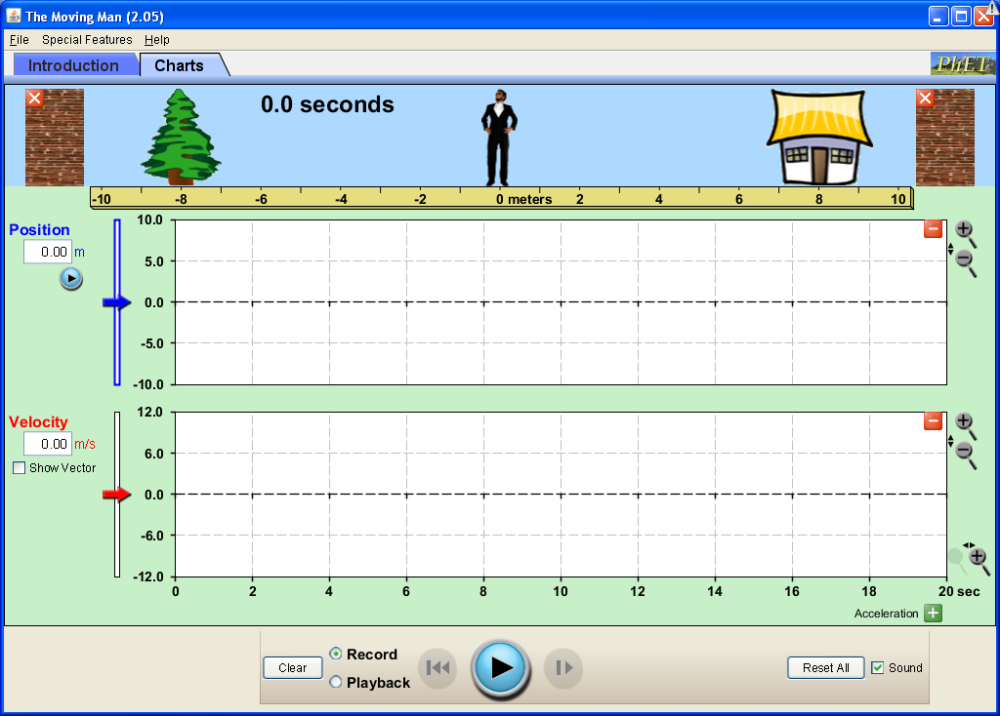 The Moving Man (2.05)
File Special Features Help
Introduction Charts PhET
0.0 seconds
-10 -8 -6 -4 -2 0 meters 2 4 6 8 10
Position
0.00 m
10.0
5.0
0.0
-5.0
-10.0
Velocity
0.00 m/s
Show Vector
12.0
6.0
0.0
-6.0
-12.0
0 2 4 6 8 10 12 14 16 18 20 sec
Acceleration
Clear
Record
Playback
Reset All
Sound